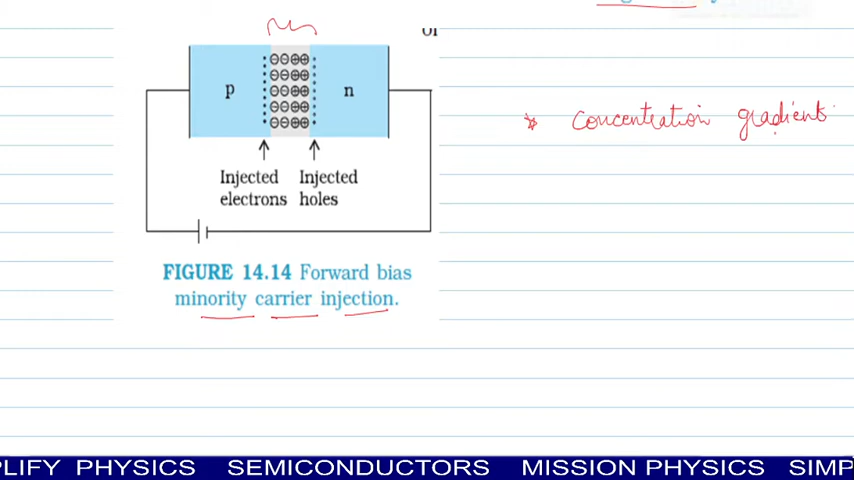 p
n
Injected
electrons
Injected
holes
FIGURE 14.14 Forward bias
minority carrier injection.
* Concentration gradients
PLIFY PHYSICS SEMICONDUCTORS MISSION PHYSICS SIMP